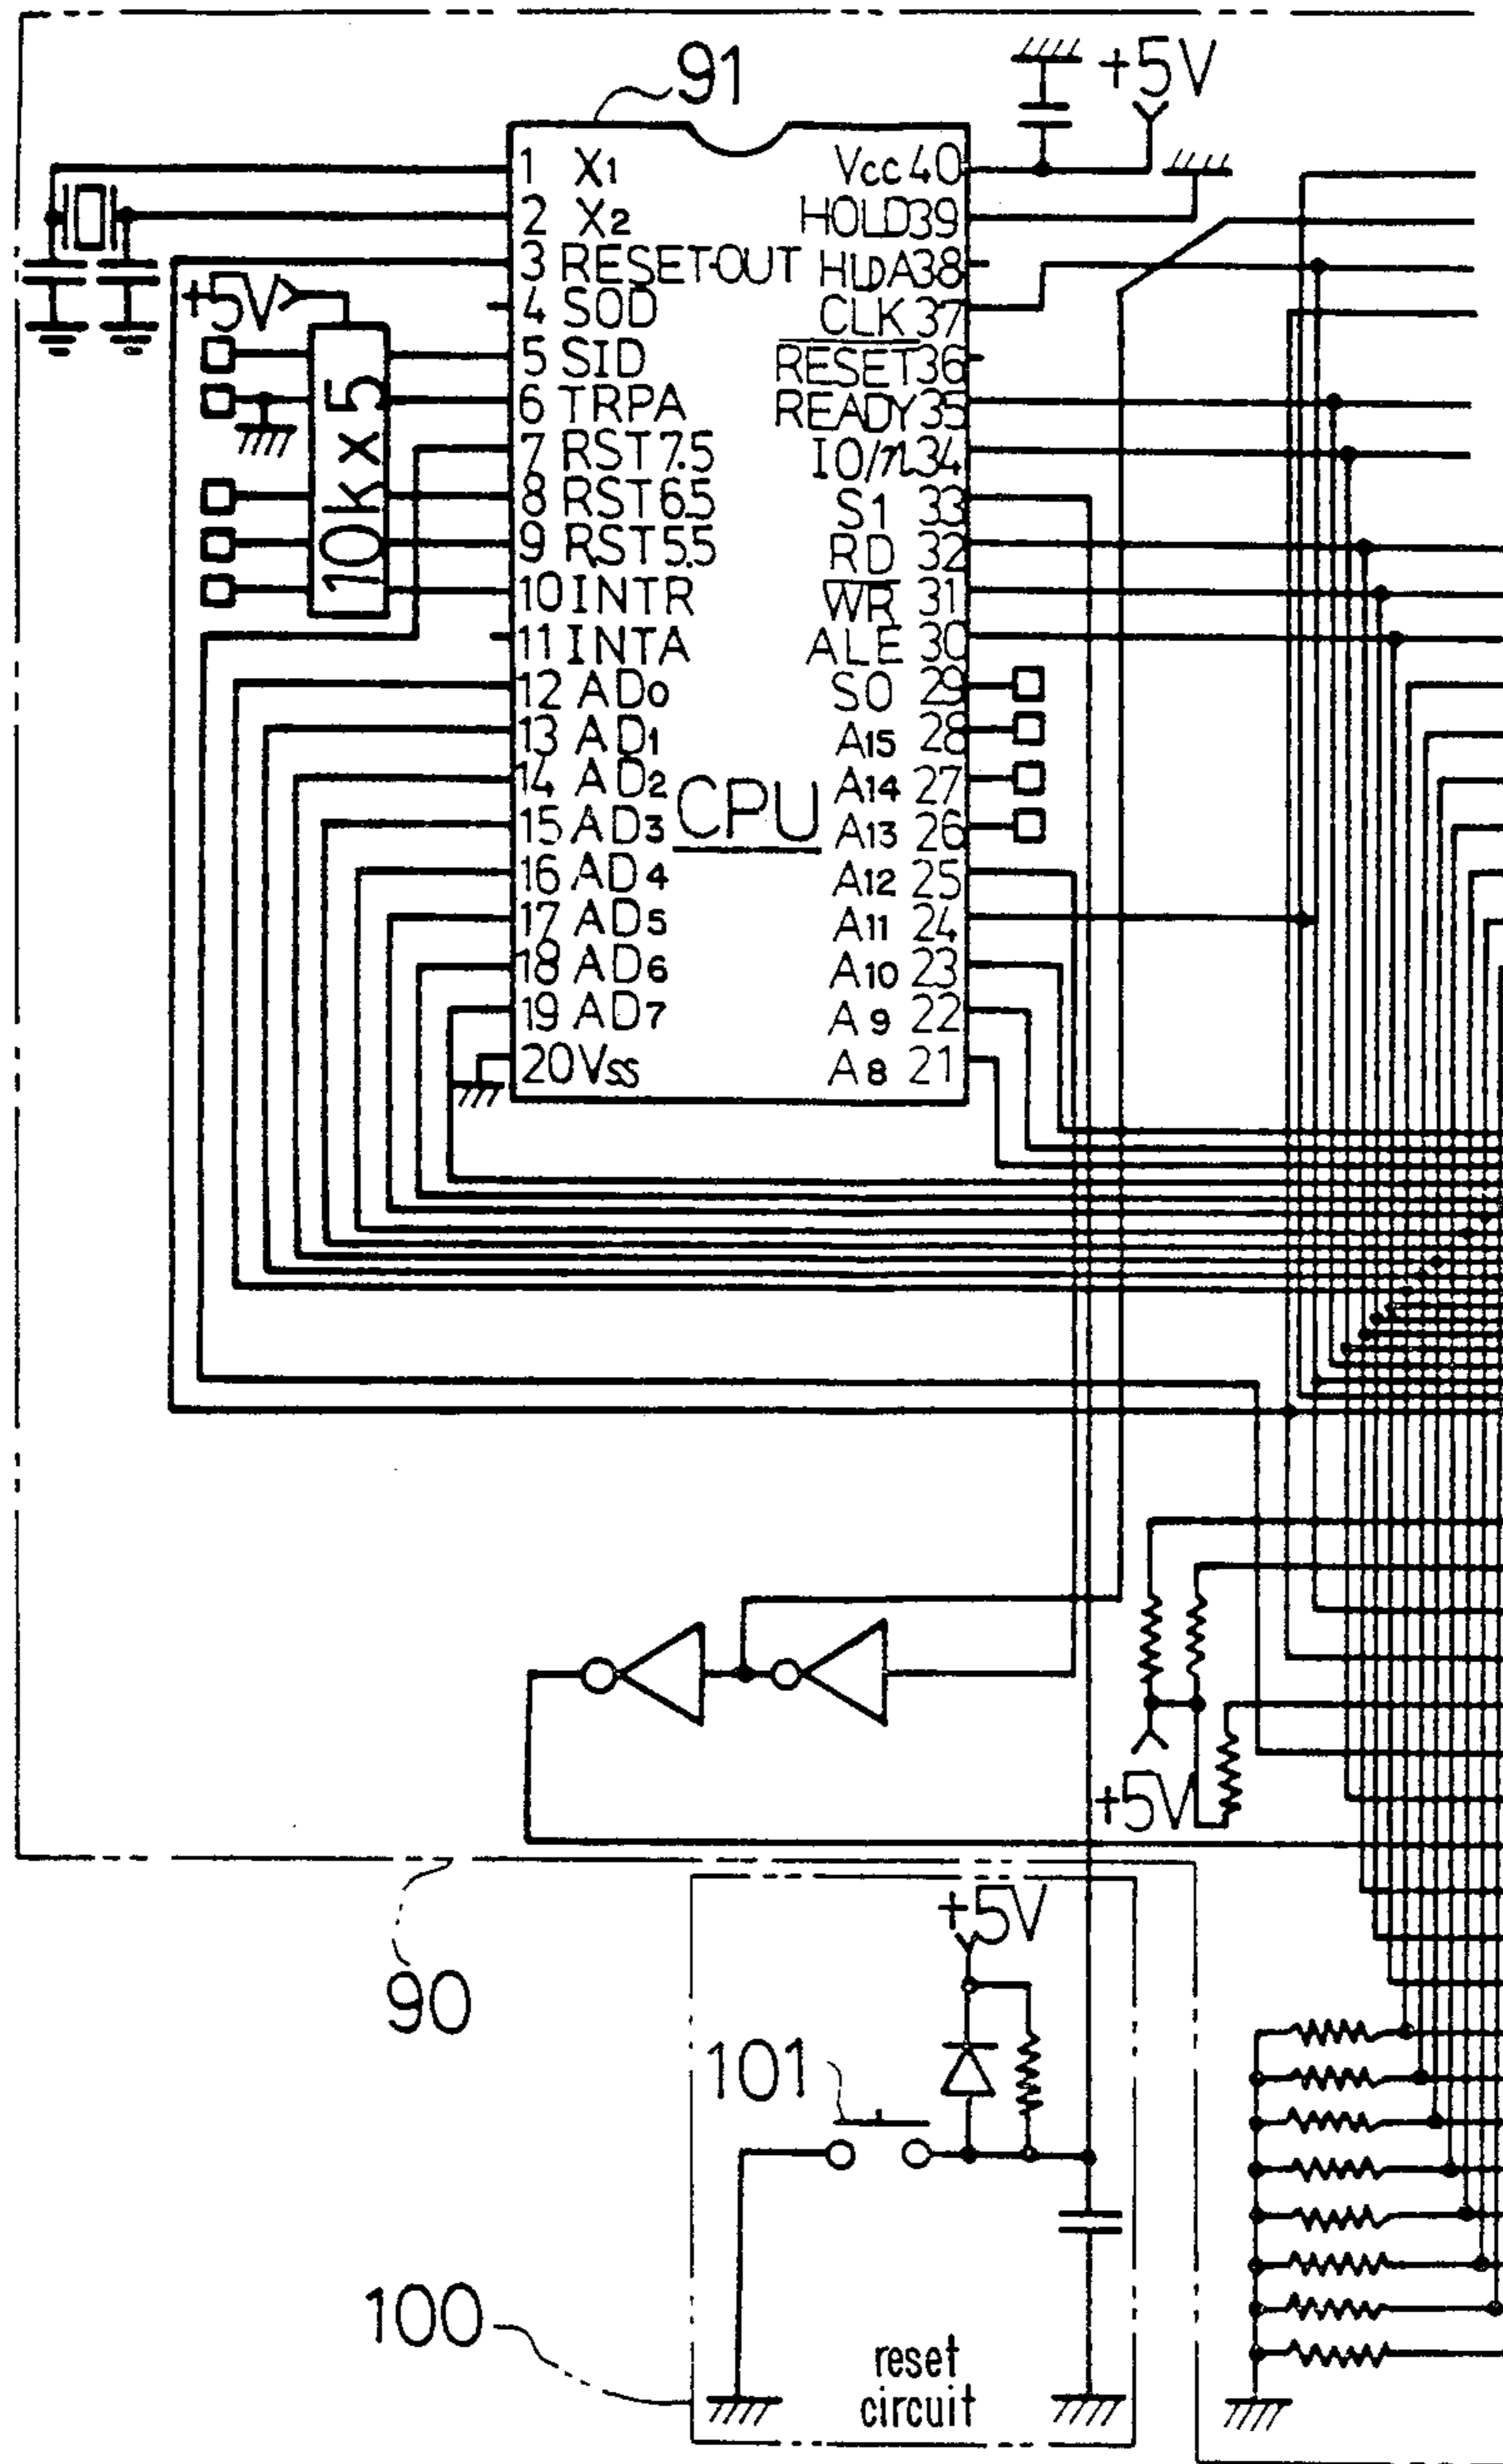 91
+5V
1 X1
2 X2
3 RESET-OUT
4 SOD
5 SID
6 TRPA
7 RST7.5
8 RST6.5
9 RST5.5
10 INTR
11 INTA
12 AD0
13 AD1
14 AD2
15 AD3
16 AD4
17 AD5
18 AD6
19 AD7
20 Vss
Vcc 40
HOLD 39
HLDA 38
CLK 37
RESET 36
READY 35
IO/ 34
S1 33
RD 32
WR 31
ALE 30
SO 29
A15 28
A14 27
A13 26
A12 25
A11 24
A10 23
A9 22
A8 21
CPU
+5V
10k x 5
+5V
90
+5V
101
100
reset
circuit